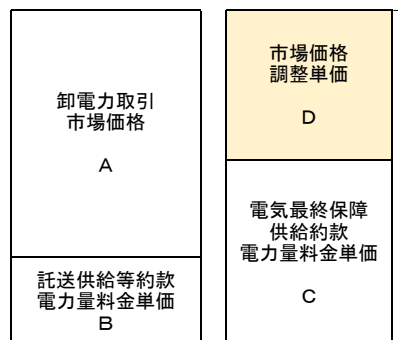 卸電力取引
市場価格
A
託送供給等約款
電力量料金単価
B
市場価格
調整単価
D
電気最終保障
供給約款
電力量料金単価
C